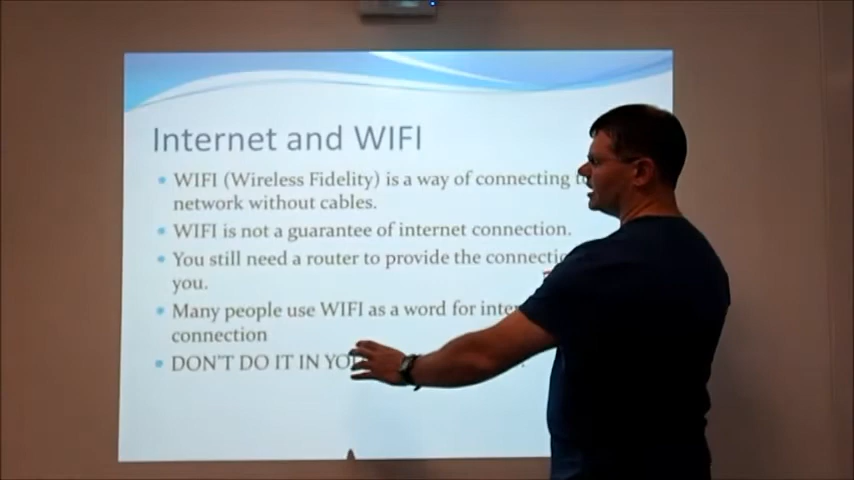 Internet and WIFI
• WIFI (Wireless Fidelity) is a way of connecting
network without cables.
• WIFI is not a guarantee of internet connection.
• You still need a router to provide the
you.
• Many people use WIFI as a word for
connection
• DON'T DO IT IN